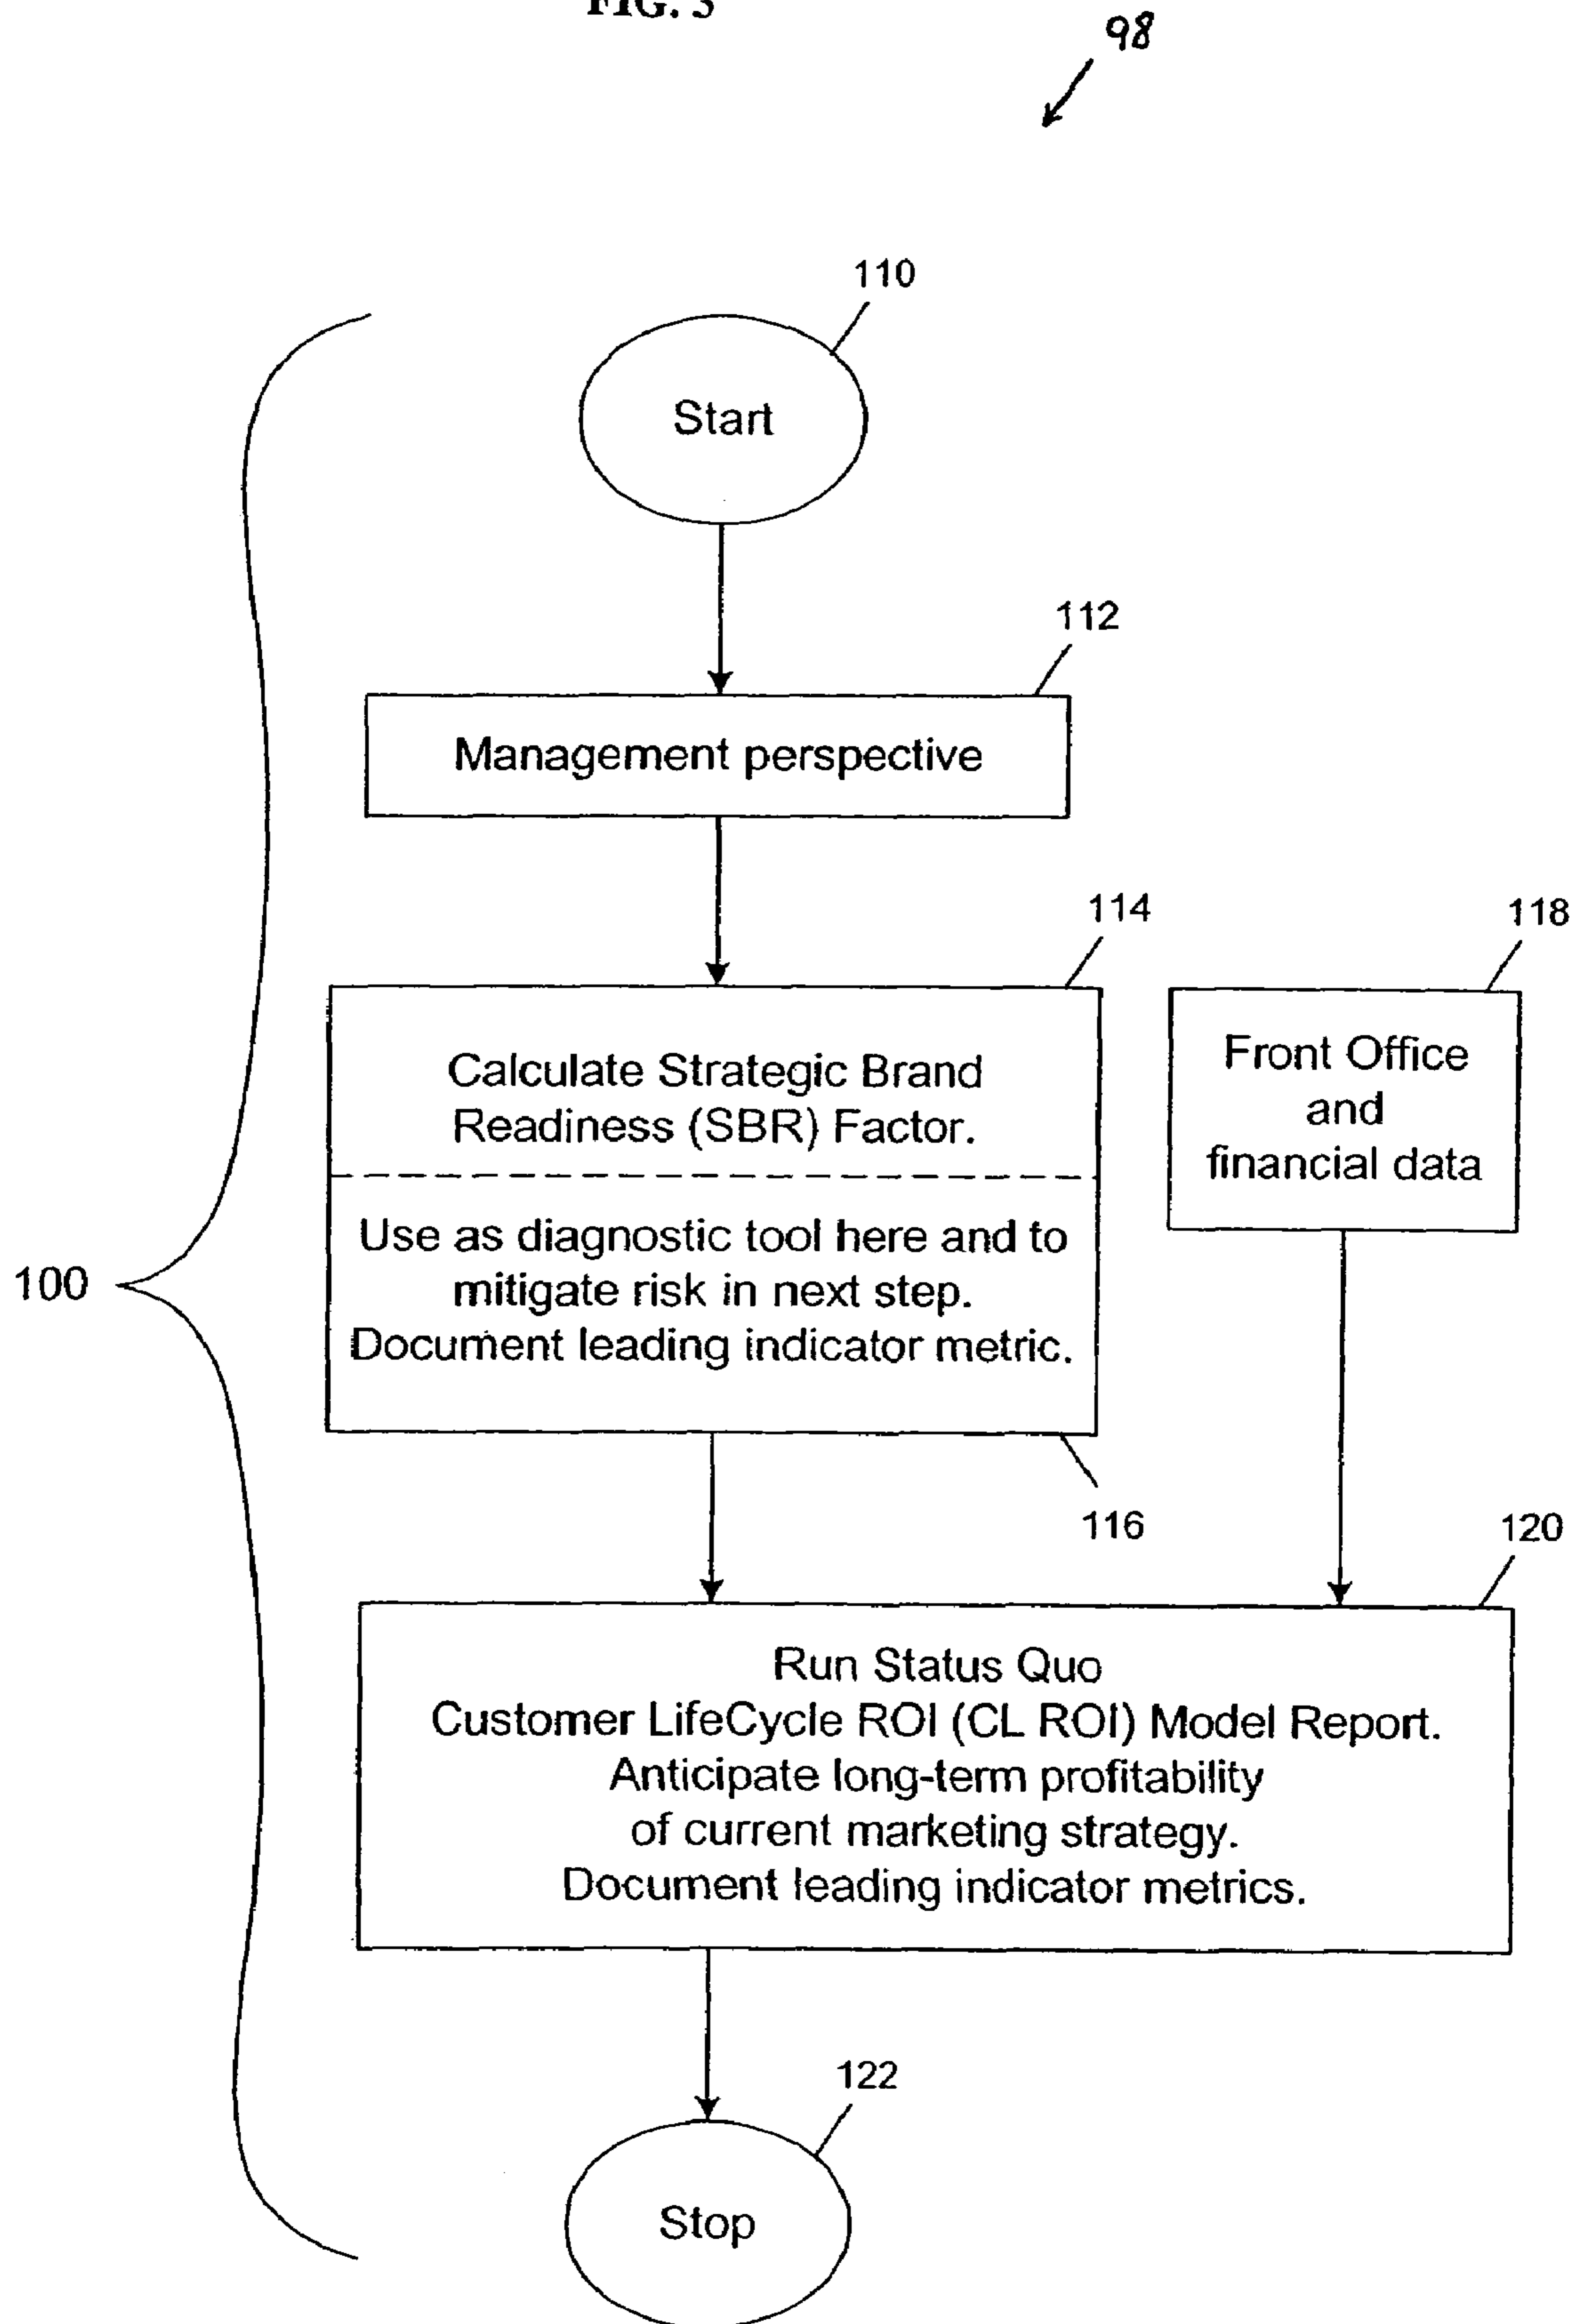 FIG. 3
98
110
Start
112
Management perspective
114
118
Calculate Strategic Brand
Readiness (SBR) Factor.
Front Office
and
financial data
Use as diagnostic tool here and to
mitigate risk in next step.
Document leading indicator metric.
100
116
120
Run Status Quo
Customer LifeCycle ROI (CL ROI) Model Report.
Anticipate long-term profitability
of current marketing strategy.
Document leading indicator metrics.
122
Stop